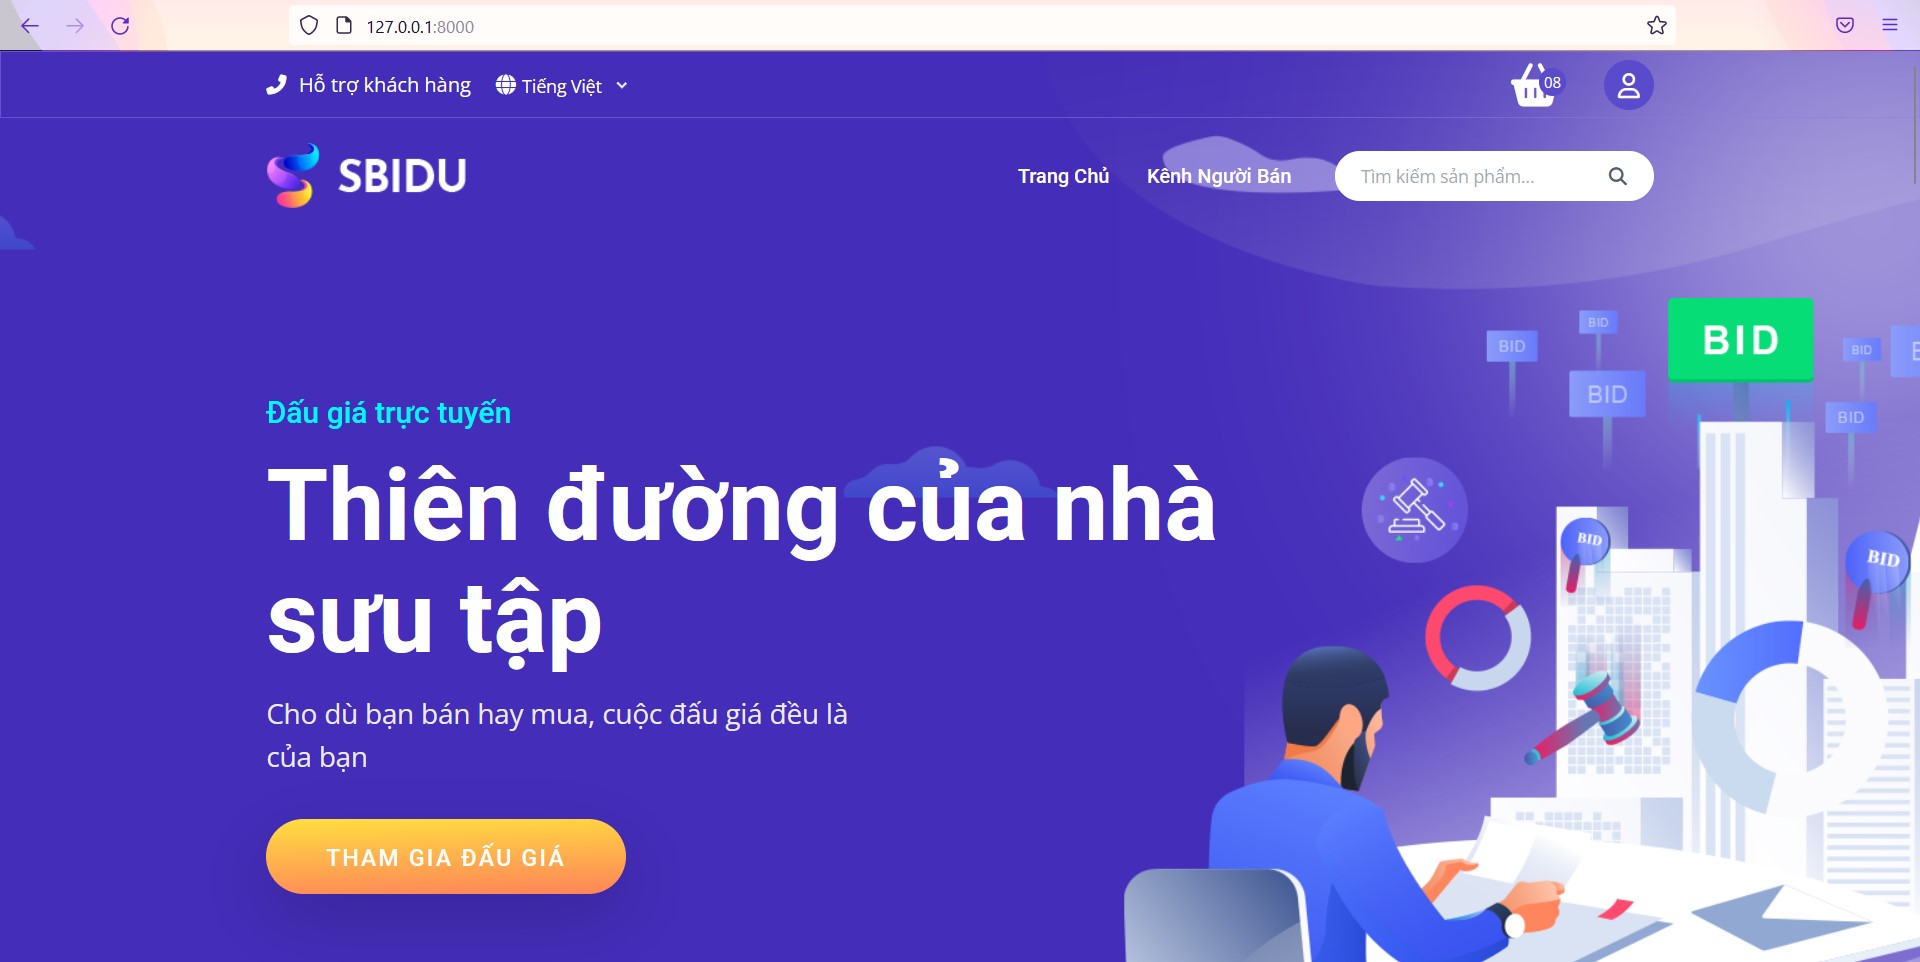 127.0.0.1:8000
Hỗ trợ khách hàng
Tiếng Việt
08
SBIDU
Trang Chủ
Kênh Người Bán
Tìm kiếm sản phẩm...
BID
BID
BID
BID
BID
BID
Đấu giá trực tuyến
Thiên đường của nhà
sưu tập
BID
BID
Cho dù bạn bán hay mua, cuộc đấu giá đều là
của bạn
THAM GIA ĐẤU GIÁ